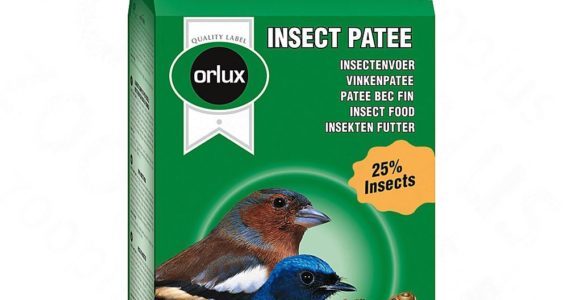 QUALITY LABEL
orlux
INSECT PATEE
INSECTENVOER
VINKENPATEE
PATEE BEC FIN
INSECT FOOD
INSEKTEN FUTTER
25%
Insects